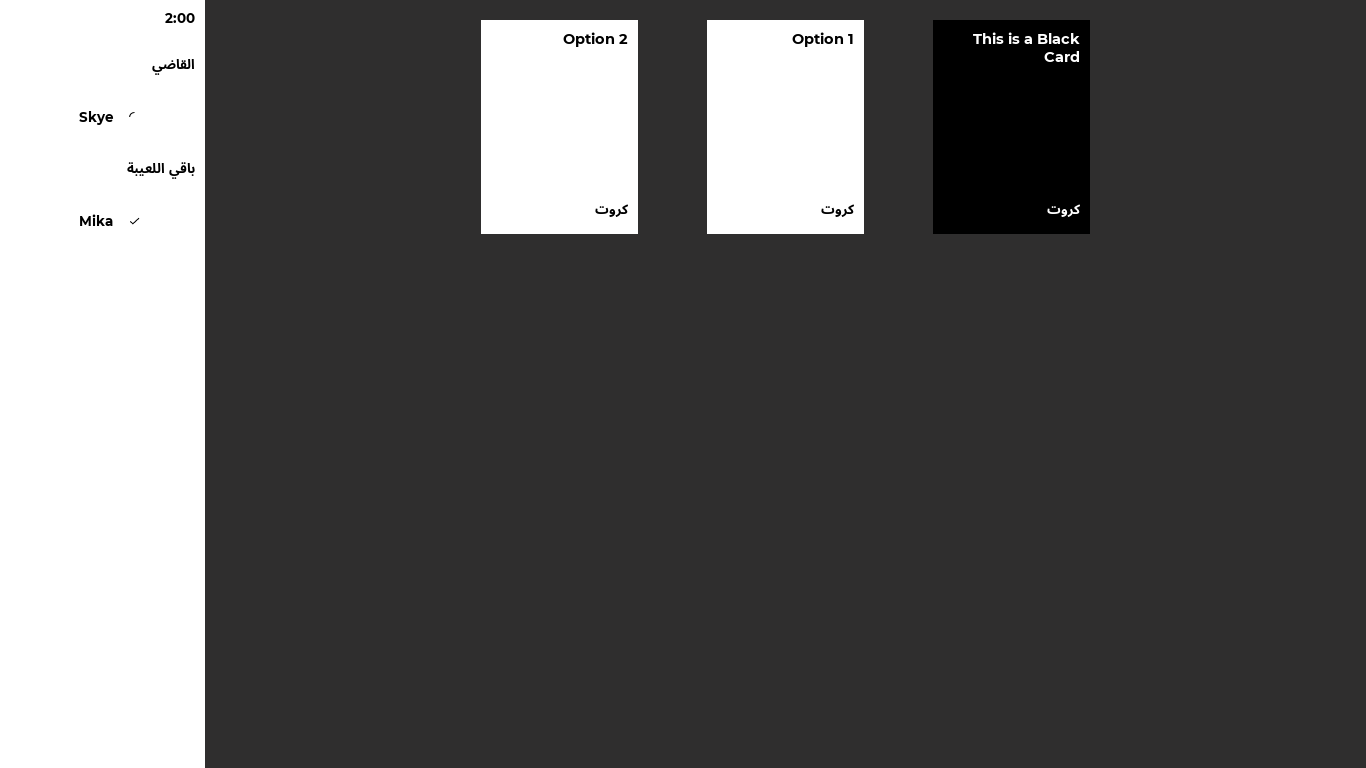 2:00
القاضي
Skye
باقي اللعيبة
Mika
This is a Black
Card
كروت
Option 1
كروت
Option 2
كروت